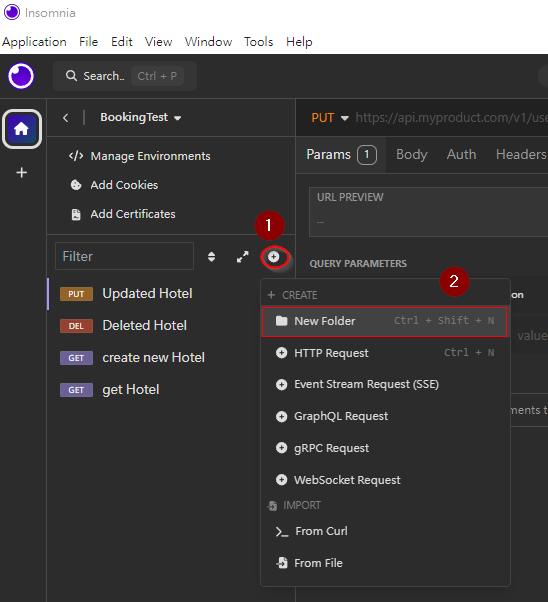 Insomnia
Application File Edit View Window Tools Help
Search.. Ctrl + P
BookingTest
PUT https://api.myproduct.com/v1/use
Manage Environments
Params 1 Body Auth Headers
Add Cookies
Add Certificates
URL PREVIEW
...
1
Filter
QUERY PARAMETERS
2
PUT Updated Hotel
DEL Deleted Hotel
GET create new Hotel
GET get Hotel
+ CREATE
New Folder Ctrl + Shift + N
HTTP Request Ctrl + N
Event Stream Request (SSE)
GraphQL Request
gRPC Request
WebSocket Request
IMPORT
From Curl
From File
on
value
ments t